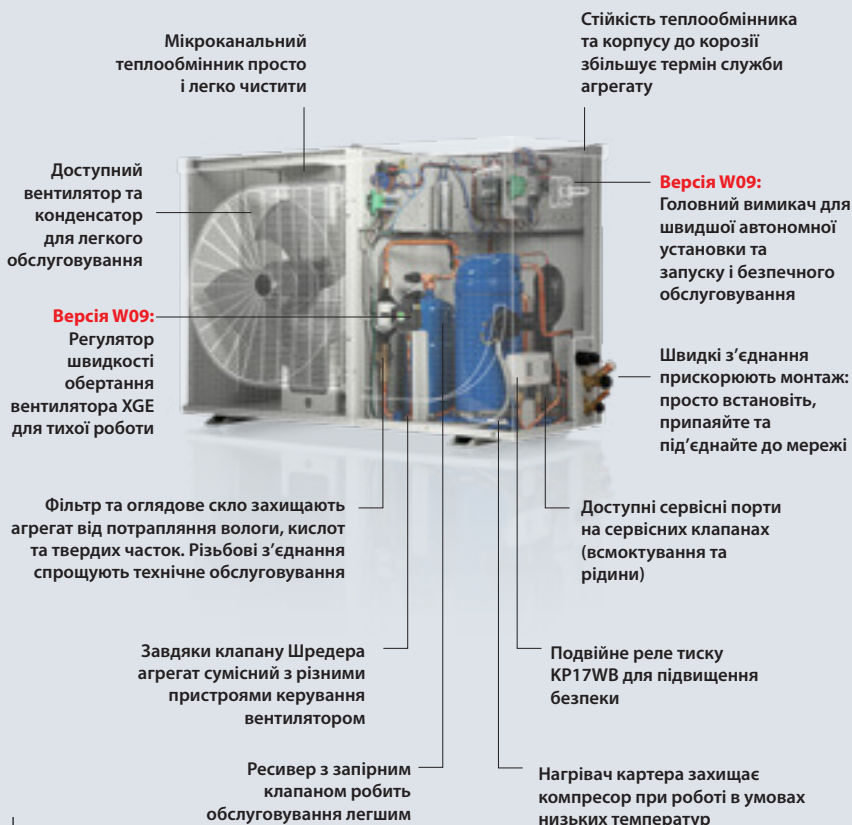 Мікроканальний
теплообмінник просто
і легко чистити
Стійкість теплообмінника
та корпусу до корозії
збільшує термін служби
агрегату
Доступний
вентилятор та
конденсатор
для легкого
обслуговування
Версія W09:
Головний вимикач для
швидшої автономної
установки та
запуску і безпечного
обслуговування
Версія W09:
Регулятор
швидкості
обертання
вентилятора XGE
для тихої роботи
Швидкі з’єднання
прискорюють монтаж:
просто встановіть,
припаяйте та
під’єднайте до мережі
Фільтр та оглядове скло захищають
агрегат від потрапляння вологи, кислот
та твердих часток. Різьбові з’єднання
спрощують технічне обслуговування
Доступні сервісні порти
на сервісних клапанах
(всмоктування та
рідини)
Завдяки клапану Шредера
агрегат сумісний з різними
пристроями керування
вентилятором
Подвійне реле тиску
KP17WB для підвищення
безпеки
Ресивер з запірним
клапаном робить
обслуговування легшим
Нагрівач картера захищає
компресор при роботі в умовах
низьких температур